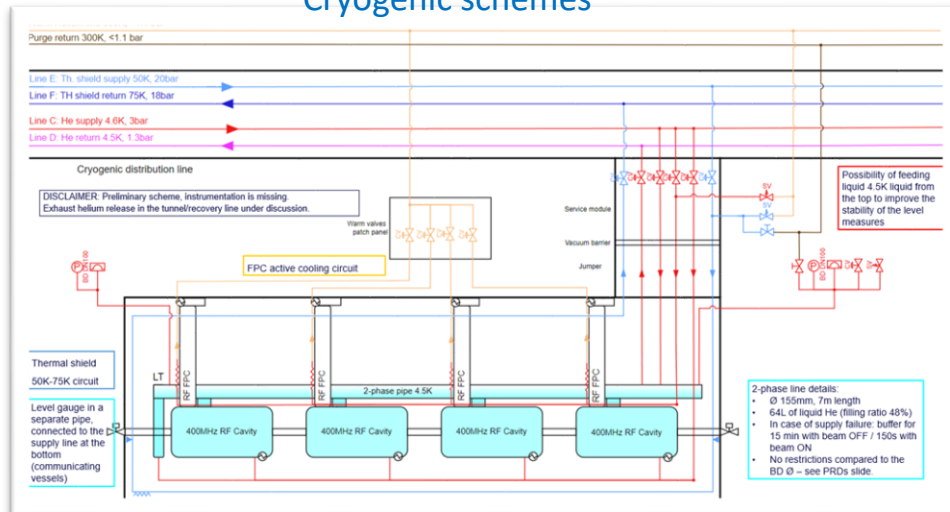 Cryogenic schemes
Purge return 300K, <1.1 bar
Line E: Th. shield supply 50K, 20bar
Line F: TH shield return 75K, 18bar
Line C: He supply 4.6K, 3bar
Line D: He return 4.5K, 1.3bar
Cryogenic distribution line
DISCLAIMER: Preliminary scheme, instrumentation is missing.
Exhaust helium release in the tunnel/recovery line under discussion.
Warm valves
patch panel
FPC active cooling circuit
Service module
Vacuum barrier
Jumper
SV
SV
Possibility of feeding
liquid 4.5K liquid from
the top to improve the
stability of the level
measures
BD DN100
BD DN100
CV
SV
Thermal shield
50K-75K circuit
Level gauge in a
separate pipe,
connected to the
supply line at the
bottom
(communicating
vessels)
LT
RF FPC
RF FPC
RF FPC
RF FPC
2-phase pipe 4.5K
400MHz RF Cavity
400MHz RF Cavity
400MHz RF Cavity
400MHz RF Cavity
2-phase line details:
• Ø 155mm, 7m length
• 64L of liquid He (filling ratio 48%)
• In case of supply failure: buffer for
15 min with beam OFF / 150s with
beam ON
• No restrictions compared to the
BD Ø – see PRDs slide.